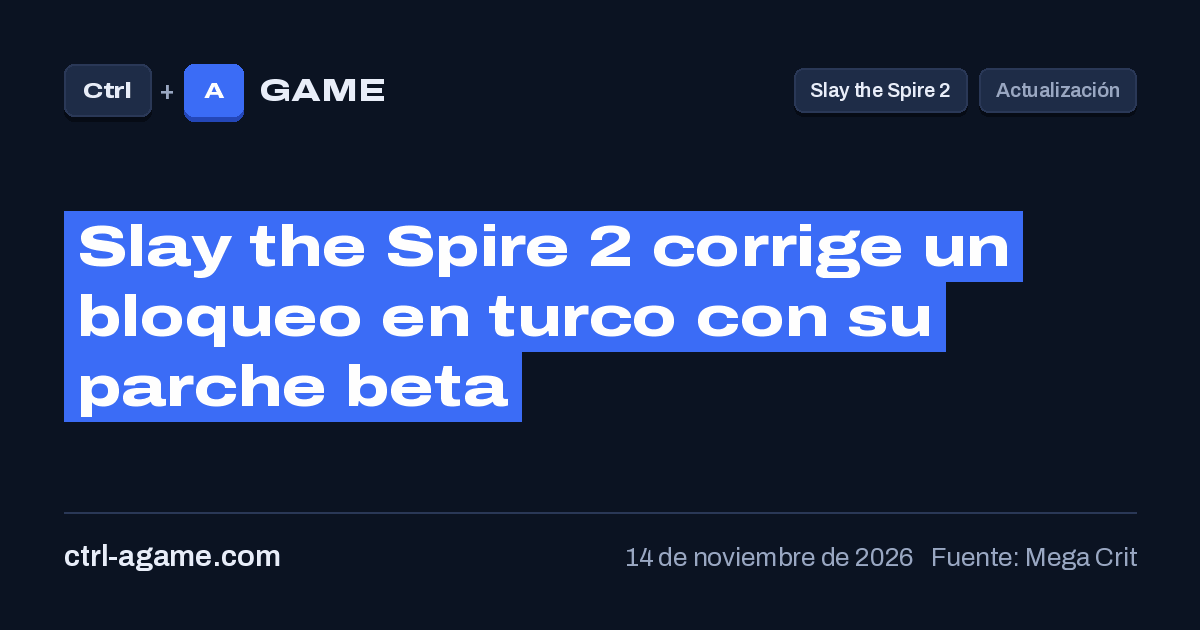 Ctrl + A GAME
Slay the Spire 2 Actualización
Slay the Spire 2 corrige un
bloqueo en turco con su
parche beta
ctrl-agame.com
14 de noviembre de 2026 Fuente: Mega Crit